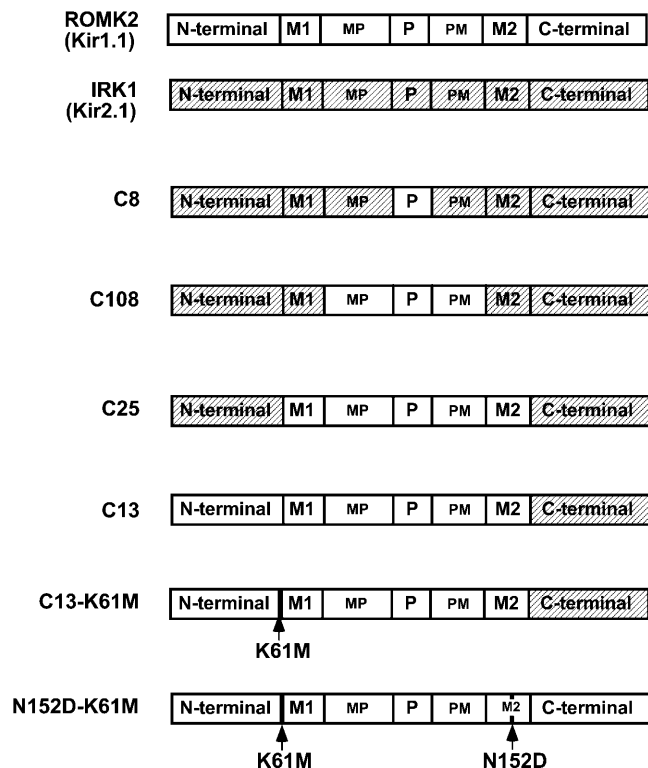 ROMK2 N-terminal M1 MP P PM M2 C-terminal
(Kir1.1)
IRK1 N-terminal M1 MP P PM M2 C-terminal
(Kir2.1)
C8 N-terminal M1 MP P PM M2 C-terminal
C108 N-terminal M1 MP P PM M2 C-terminal
C25 N-terminal M1 MP P PM M2 C-terminal
C13 N-terminal M1 MP P PM M2 C-terminal
C13-K61M N-terminal M1 MP P PM M2 C-terminal
K61M
N152D-K61M N-terminal M1 MP P PM M2 C-terminal
K61M N152D